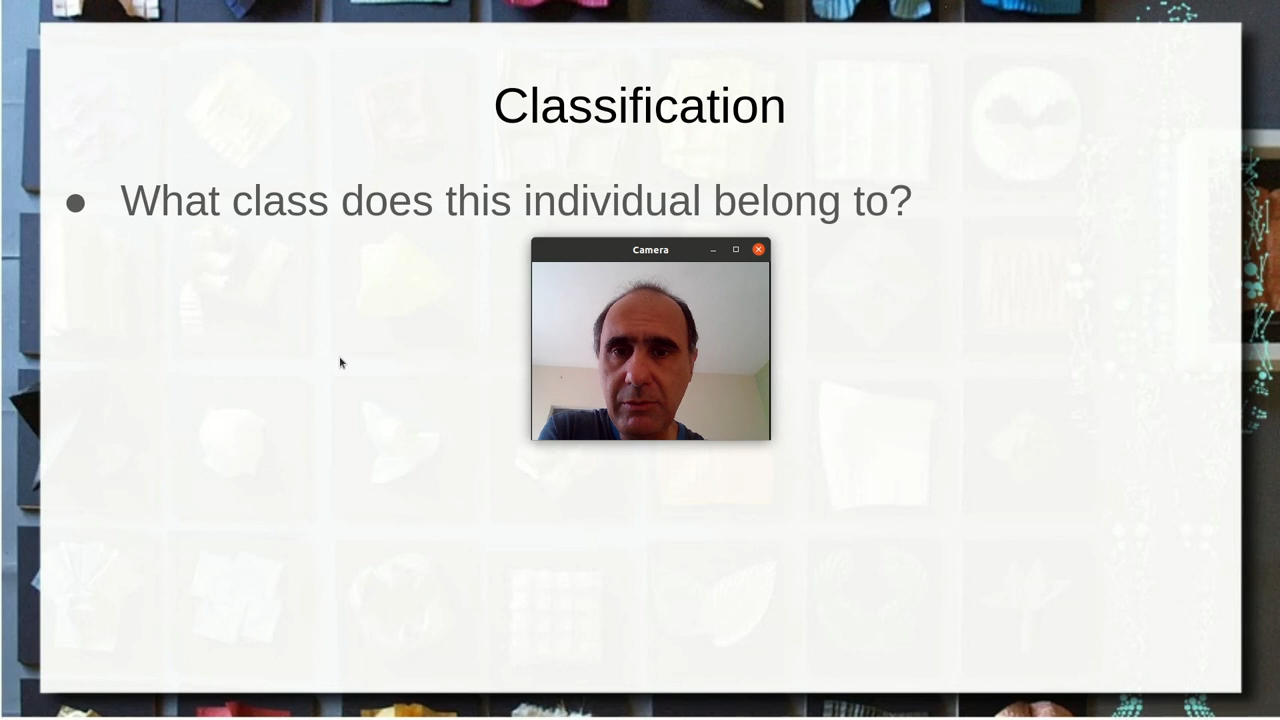 Classification
● What class does this individual belong to?
Camera